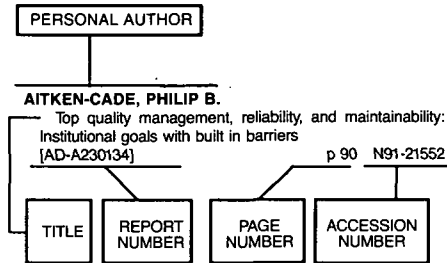 PERSONAL AUTHOR
AITKEN-CADE, PHILIP B.
Top quality management, reliability, and maintainability:
Institutional goals with built in barriers
[AD-A230134] p 90 N91-21552
TITLE
REPORT
NUMBER
PAGE
NUMBER
ACCESSION
NUMBER